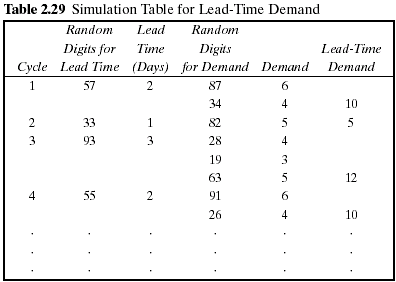 Table 2.29 Simulation Table for Lead-Time Demand
Random Lead Random
Digits for Time Digits Lead-Time
Cycle Lead Time (Days) for Demand Demand Demand
1 57 2 87 6
34 4 10
2 33 1 82 5 5
3 93 3 28 4
19 3
63 5 12
4 55 2 91 6
26 4 10
. . . . . .
. . . . . .
. . . . . .